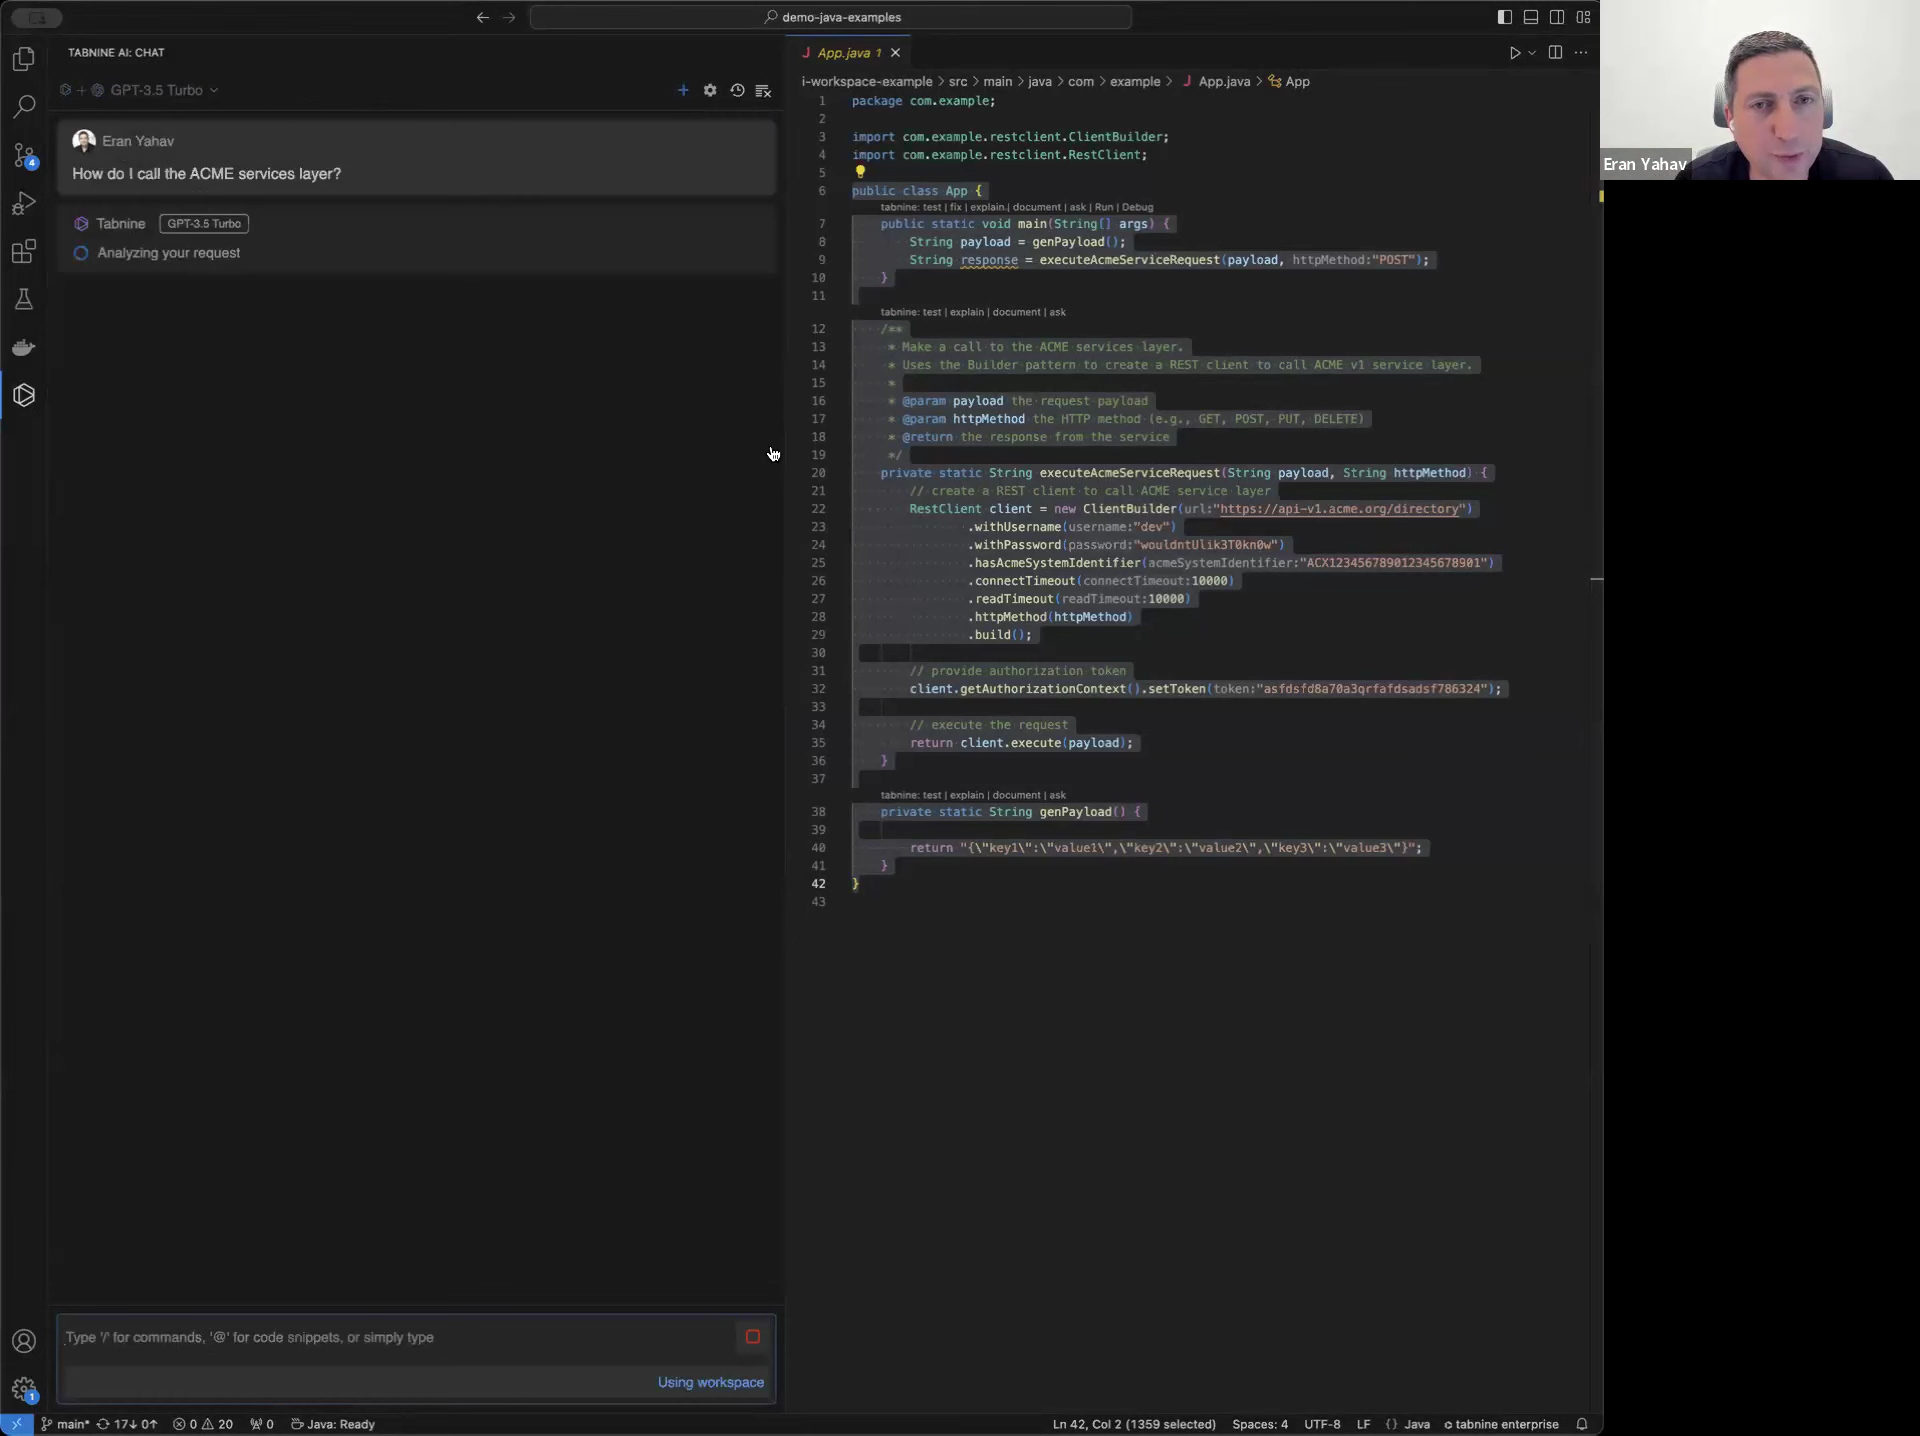 demo-java-examples
TABNINE AI: CHAT
GPT-3.5 Turbo
Eran Yahav
How do I call the ACME services layer?
Tabnine GPT-3.5 Turbo
Analyzing your request
Type '/' for commands, '@' for code snippets, or simply type
Using workspace
J App.java 1
i-workspace-example > src > main > java > com > example > J App.java > App
1 package com.example;
2
3 import com.example.restclient.ClientBuilder;
4 import com.example.restclient.RestClient;
5
6 public class App {
tabnine: test | fix | explain | document | ask | Run | Debug
7 public static void main(String[] args) {
8 String payload = genPayload();
9 String response = executeAcmeServiceRequest(payload, httpMethod:"POST");
10 }
11
tabnine: test | explain | document | ask
12 /**
13 * Make a call to the ACME services layer.
14 * Uses the Builder pattern to create a REST client to call ACME v1 service layer.
15 *
16 * @param payload the request payload
17 * @param httpMethod the HTTP method (e.g., GET, POST, PUT, DELETE)
18 * @return the response from the service
19 */
20 private static String executeAcmeServiceRequest(String payload, String httpMethod) {
21 // create a REST client to call ACME service layer
22 RestClient client = new ClientBuilder(url:"https://api-v1.acme.org/directory")
23 .withUsername(username:"dev")
24 .withPassword(password:"wouldntUlik3T0kn0w")
25 .hasAcmeSystemIdentifier(acmeSystemIdentifier:"ACX123456789012345678901")
26 .connectTimeout(connectTimeout:10000)
27 .readTimeout(readTimeout:10000)
28 .httpMethod(httpMethod)
29 .build();
30
31 // provide authorization token
32 client.getAuthorizationContext().setToken(token:"asfdsfd8a70a3qrfafdsadsf786324");
33
34 // execute the request
35 return client.execute(payload);
36 }
37
tabnine: test | explain | document | ask
38 private static String genPayload() {
39
40 return "{\"key1\":\"value1\",\"key2\":\"value2\",\"key3\":\"value3\"}";
41 }
42 }
43
Eran Yahav
4
1
main* 17↓ 0↑ 0 20 0 Java: Ready
Ln 42, Col 2 (1359 selected) Spaces: 4 UTF-8 LF {} Java tabnine enterprise